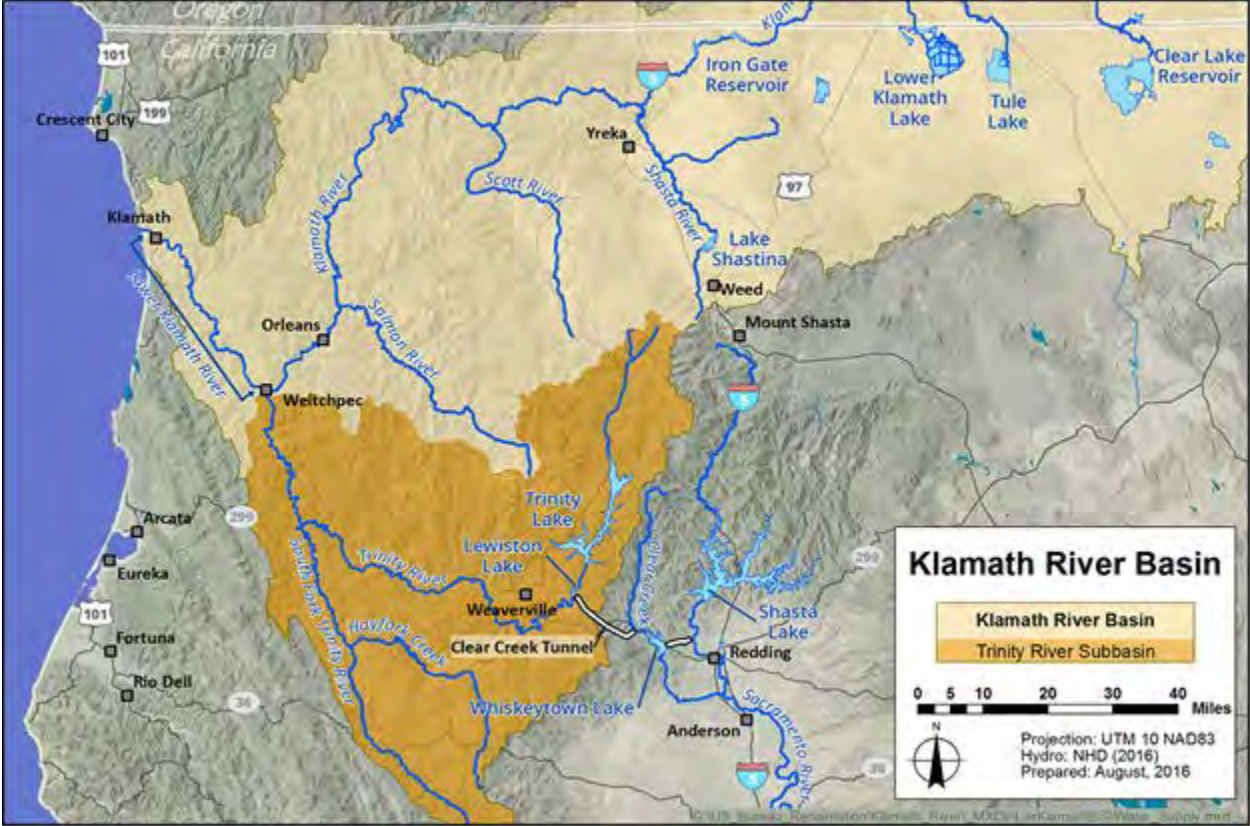 Oregon
California
101
199
Crescent City
5
Iron Gate
Reservoir
Lower
Klamath
Lake
Tule
Lake
Clear Lake
Reservoir
Yreka
97
Klamath River
Scott River
Shasta River
Klamath
Lake
Shastina
Weed
Lower Klamath River
Orleans
Salmon River
Mount Shasta
5
Weitchpec
Trinity
Lake
Arcata
299
Lewiston
Lake
Trinity River
Clear Creek
299
Eureka
South Fork Trinity River
Weaverville
Shasta
Lake
101
Hayfork Creek
Clear Creek Tunnel
Redding
Fortuna
Rio Dell
36
Whiskeytown Lake
Anderson
Sacramento River
5
36
Klamath River Basin
Klamath River Basin
Trinity River Subbasin
0 5 10 20 30 40
Miles
N
Projection: UTM 10 NAD83
Hydro: NHD (2016)
Prepared: August, 2016